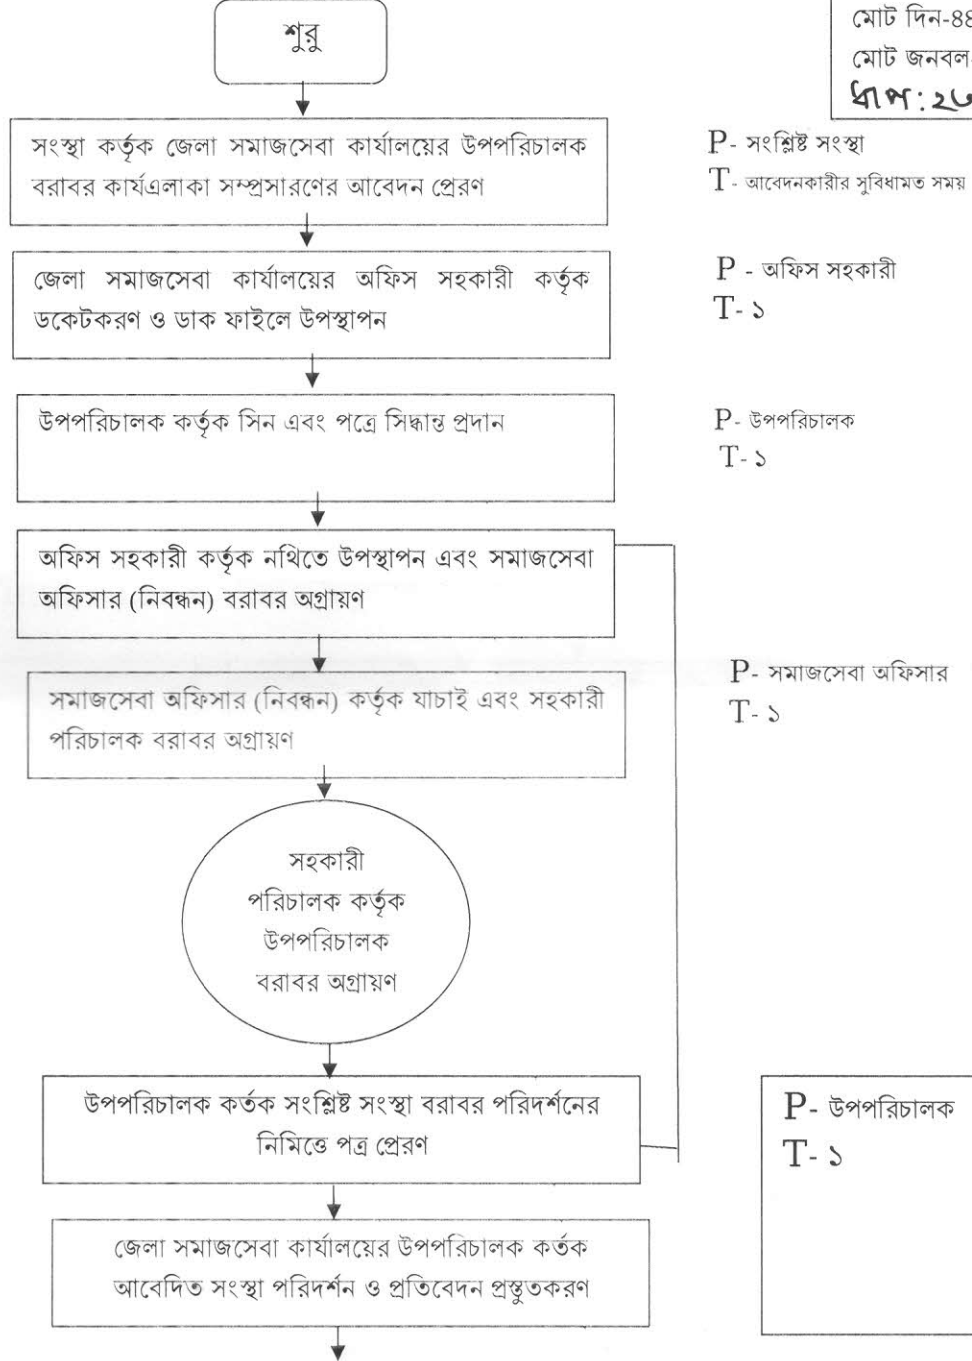 শুরু
মোট দিন-৪৪
মোট জনবল-
ধাপ:২৩
সংস্থা কর্তৃক জেলা সমাজসেবা কার্যালয়ের উপপরিচালক
বরাবর কার্যএলাকা সম্প্রসারণের আবেদন প্রেরণ
P- সংশ্লিষ্ট সংস্থা
T- আবেদনকারীর সুবিধামত সময়
জেলা সমাজসেবা কার্যালয়ের অফিস সহকারী কর্তৃক
ডকেটকরণ ও ডাক ফাইলে উপস্থাপন
P - অফিস সহকারী
T- ১
উপপরিচালক কর্তৃক সিন এবং পত্রে সিদ্ধান্ত প্রদান
P- উপপরিচালক
T- ১
অফিস সহকারী কর্তৃক নথিতে উপস্থাপন এবং সমাজসেবা
অফিসার (নিবন্ধন) বরাবর অগ্রায়ণ
সমাজসেবা অফিসার (নিবন্ধন) কর্তৃক যাচাই এবং সহকারী
পরিচালক বরাবর অগ্রায়ণ
P- সমাজসেবা অফিসার
T- ১
সহকারী
পরিচালক কর্তৃক
উপপরিচালক
বরাবর অগ্রায়ণ
উপপরিচালক কর্তক সংশ্লিষ্ট সংস্থা বরাবর পরিদর্শনের
নিমিত্তে পত্র প্রেরণ
P- উপপরিচালক
T- ১
জেলা সমাজসেবা কার্যালয়ের উপপরিচালক কর্তক
আবেদিত সংস্থা পরিদর্শন ও প্রতিবেদন প্রস্তুতকরণ